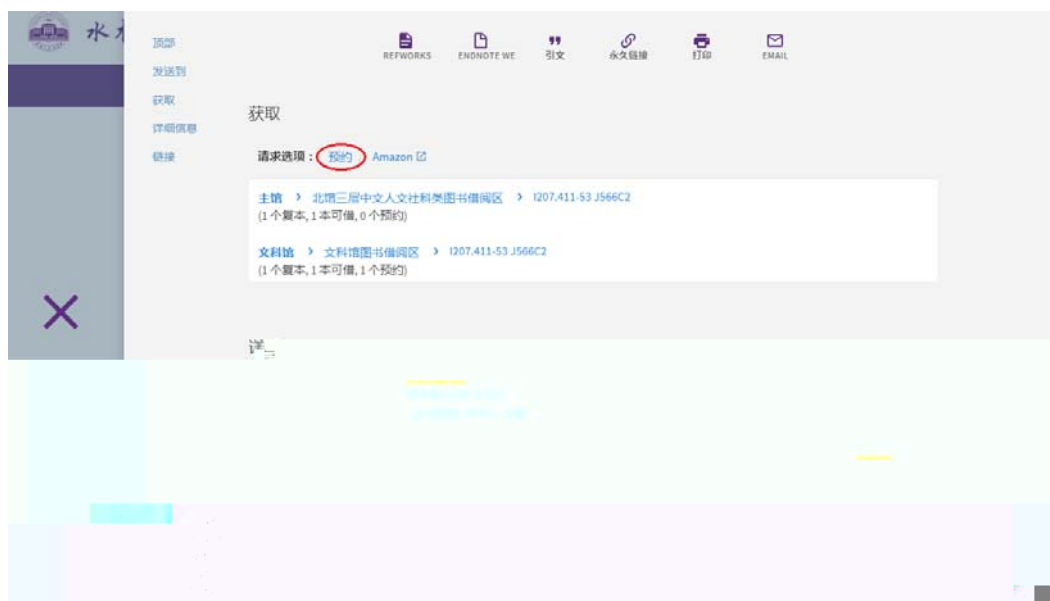 水
顶部
发送到
获取
详细信息
链接
REFWORKS
ENDNOTE WE
引文
永久链接
打印
EMAIL
获取
请求选项： 预约 Amazon
主馆 > 北馆三层中文人文社科类图书借阅区 > I207.411-53 J566C2
(1 个复本, 1 本可借, 0 个预约)
文科馆 > 文科馆图书借阅区 > I207.411-53 J566C2
(1 个复本, 1 本可借, 1 个预约)